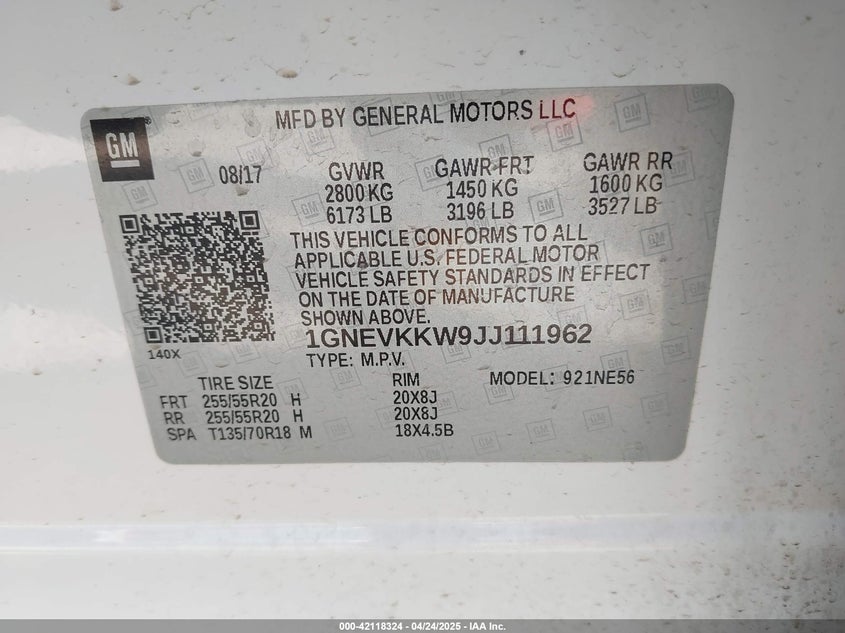 MFD BY GENERAL MOTORS LLC
GM
08/17
GVWR GAWR FRT GAWR RR
2800 KG 1450 KG 1600 KG
6173 LB 3196 LB 3527 LB
THIS VEHICLE CONFORMS TO ALL
APPLICABLE U.S. FEDERAL MOTOR
VEHICLE SAFETY STANDARDS IN EFFECT
ON THE DATE OF MANUFACTURE
SHOWN ABOVE.
1GNEVKKW9JJ111962
140X
TYPE: M.P.V.
TIRE SIZE RIM MODEL: 921NE56
FRT 255/55R20 H 20X8J
RR 255/55R20 H 20X8J
SPA T135/70R18 M 18X4.5B
000-42118324 - 04/24/2025 - IAA Inc.